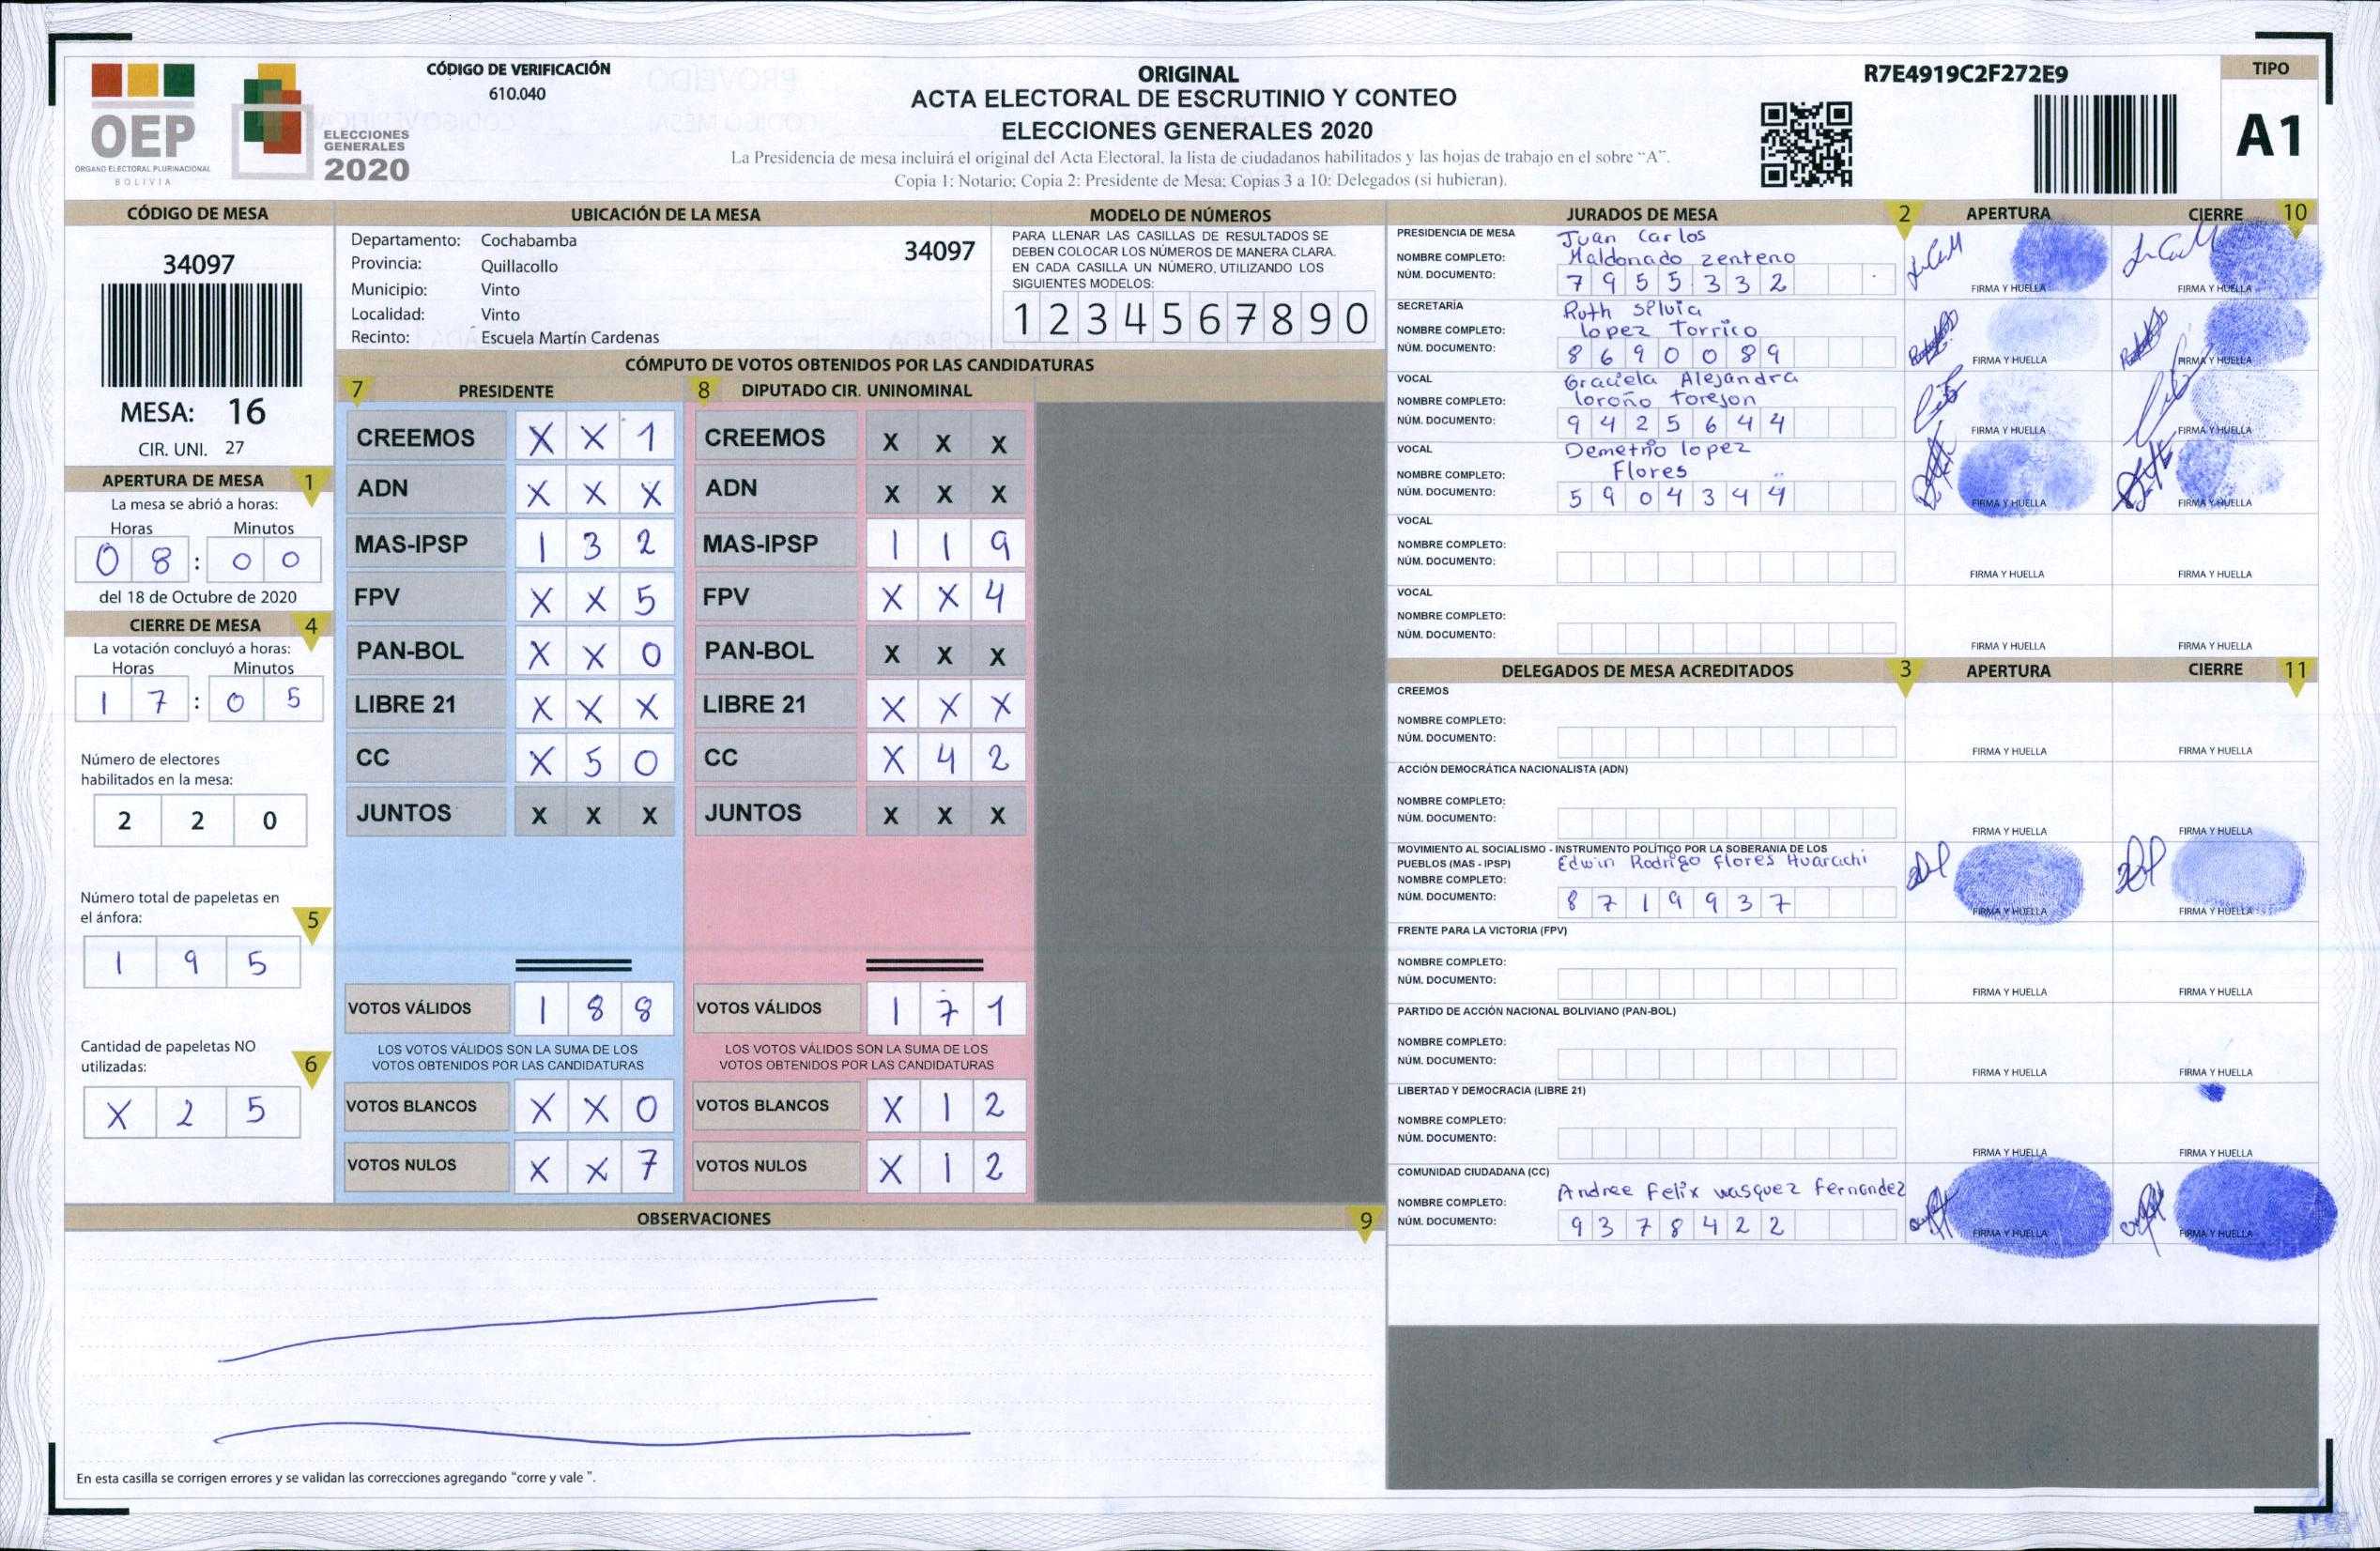 CÓDIGO DE VERIFICACIÓN
610.040
ORIGINAL
ACTA ELECTORAL DE ESCRUTINIO Y CONTEO
ELECCIONES GENERALES 2020
La Presidencia de mesa incluirá el original del Acta Electoral, la lista de ciudadanos habilitados y las hojas de trabajo en el sobre “A”.
Copia 1: Notario; Copia 2: Presidente de Mesa; Copias 3 a 10: Delegados (si hubieran).
R7E4919C2F272E9
TIPO
A1
OEP
ORGANO ELECTORAL PLURINACIONAL
BOLIVIA
ELECCIONES
GENERALES
2020
CÓDIGO DE MESA
34097
MESA: 16
CIR. UNI. 27
APERTURA DE MESA 1
La mesa se abrió a horas:
Horas Minutos
0 8 : 0 0
del 18 de Octubre de 2020
CIERRE DE MESA 4
La votación concluyó a horas:
Horas Minutos
1 7 : 0 5
Número de electores
habilitados en la mesa:
2 2 0
Número total de papeletas en
el ánfora: 5
1 9 5
Cantidad de papeletas NO
utilizadas: 6
X 2 5
UBICACIÓN DE LA MESA
Departamento: Cochabamba 34097
Provincia: Quillacollo
Municipio: Vinto
Localidad: Vinto
Recinto: Escuela Martín Cardenas
MODELO DE NÚMEROS
PARA LLENAR LAS CASILLAS DE RESULTADOS SE
DEBEN COLOCAR LOS NÚMEROS DE MANERA CLARA.
EN CADA CASILLA UN NÚMERO, UTILIZANDO LOS
SIGUIENTES MODELOS:
1 2 3 4 5 6 7 8 9 0
CÓMPUTO DE VOTOS OBTENIDOS POR LAS CANDIDATURAS
7 PRESIDENTE 8 DIPUTADO CIR. UNINOMINAL
CREEMOS X X 1 CREEMOS X X X
ADN X X X ADN X X X
MAS-IPSP 1 3 2 MAS-IPSP 1 1 9
FPV X X 5 FPV X X 4
PAN-BOL X X 0 PAN-BOL X X X
LIBRE 21 X X X LIBRE 21 X X X
CC X 5 0 CC X 4 2
JUNTOS X X X JUNTOS X X X
VOTOS VÁLIDOS 1 8 8 VOTOS VÁLIDOS 1 7 1
LOS VOTOS VÁLIDOS SON LA SUMA DE LOS LOS VOTOS VÁLIDOS SON LA SUMA DE LOS
VOTOS OBTENIDOS POR LAS CANDIDATURAS VOTOS OBTENIDOS POR LAS CANDIDATURAS
VOTOS BLANCOS X X 0 VOTOS BLANCOS X 1 2
VOTOS NULOS X X 7 VOTOS NULOS X 1 2
OBSERVACIONES 9
En esta casilla se corrigen errores y se validan las correcciones agregando “corre y vale ”.
JURADOS DE MESA 2 APERTURA CIERRE 10
PRESIDENCIA DE MESA Juan Carlos
NOMBRE COMPLETO: Maldonado zenteno
NÚM. DOCUMENTO: 7 9 5 5 3 3 2 FIRMA Y HUELLA FIRMA Y HUELLA
SECRETARÍA Ruth Silvia
NOMBRE COMPLETO: lopez Torrico
NÚM. DOCUMENTO: 8 6 9 0 0 8 9 FIRMA Y HUELLA FIRMA Y HUELLA
VOCAL Graciela Alejandra
NOMBRE COMPLETO: loroño torejon
NÚM. DOCUMENTO: 9 4 2 5 6 4 4 FIRMA Y HUELLA FIRMA Y HUELLA
VOCAL Demetrio lopez
NOMBRE COMPLETO: Flores
NÚM. DOCUMENTO: 5 9 0 4 3 4 4 FIRMA Y HUELLA FIRMA Y HUELLA
VOCAL
NOMBRE COMPLETO:
NÚM. DOCUMENTO: FIRMA Y HUELLA FIRMA Y HUELLA
VOCAL
NOMBRE COMPLETO:
NÚM. DOCUMENTO: FIRMA Y HUELLA FIRMA Y HUELLA
DELEGADOS DE MESA ACREDITADOS 3 APERTURA CIERRE 11
CREEMOS
NOMBRE COMPLETO:
NÚM. DOCUMENTO: FIRMA Y HUELLA FIRMA Y HUELLA
ACCIÓN DEMOCRÁTICA NACIONALISTA (ADN)
NOMBRE COMPLETO:
NÚM. DOCUMENTO: FIRMA Y HUELLA FIRMA Y HUELLA
MOVIMIENTO AL SOCIALISMO - INSTRUMENTO POLÍTICO POR LA SOBERANIA DE LOS
PUEBLOS (MAS - IPSP) Edwin Rodrigo Flores Huarachi
NOMBRE COMPLETO:
NÚM. DOCUMENTO: 8 7 1 9 9 3 7 FIRMA Y HUELLA FIRMA Y HUELLA
FRENTE PARA LA VICTORIA (FPV)
NOMBRE COMPLETO:
NÚM. DOCUMENTO: FIRMA Y HUELLA FIRMA Y HUELLA
PARTIDO DE ACCIÓN NACIONAL BOLIVIANO (PAN-BOL)
NOMBRE COMPLETO:
NÚM. DOCUMENTO: FIRMA Y HUELLA FIRMA Y HUELLA
LIBERTAD Y DEMOCRACIA (LIBRE 21)
NOMBRE COMPLETO:
NÚM. DOCUMENTO: FIRMA Y HUELLA FIRMA Y HUELLA
COMUNIDAD CIUDADANA (CC)
NOMBRE COMPLETO: Andree Felix wasquez Fernandez
NÚM. DOCUMENTO: 9 3 7 8 4 2 2 FIRMA Y HUELLA FIRMA Y HUELLA